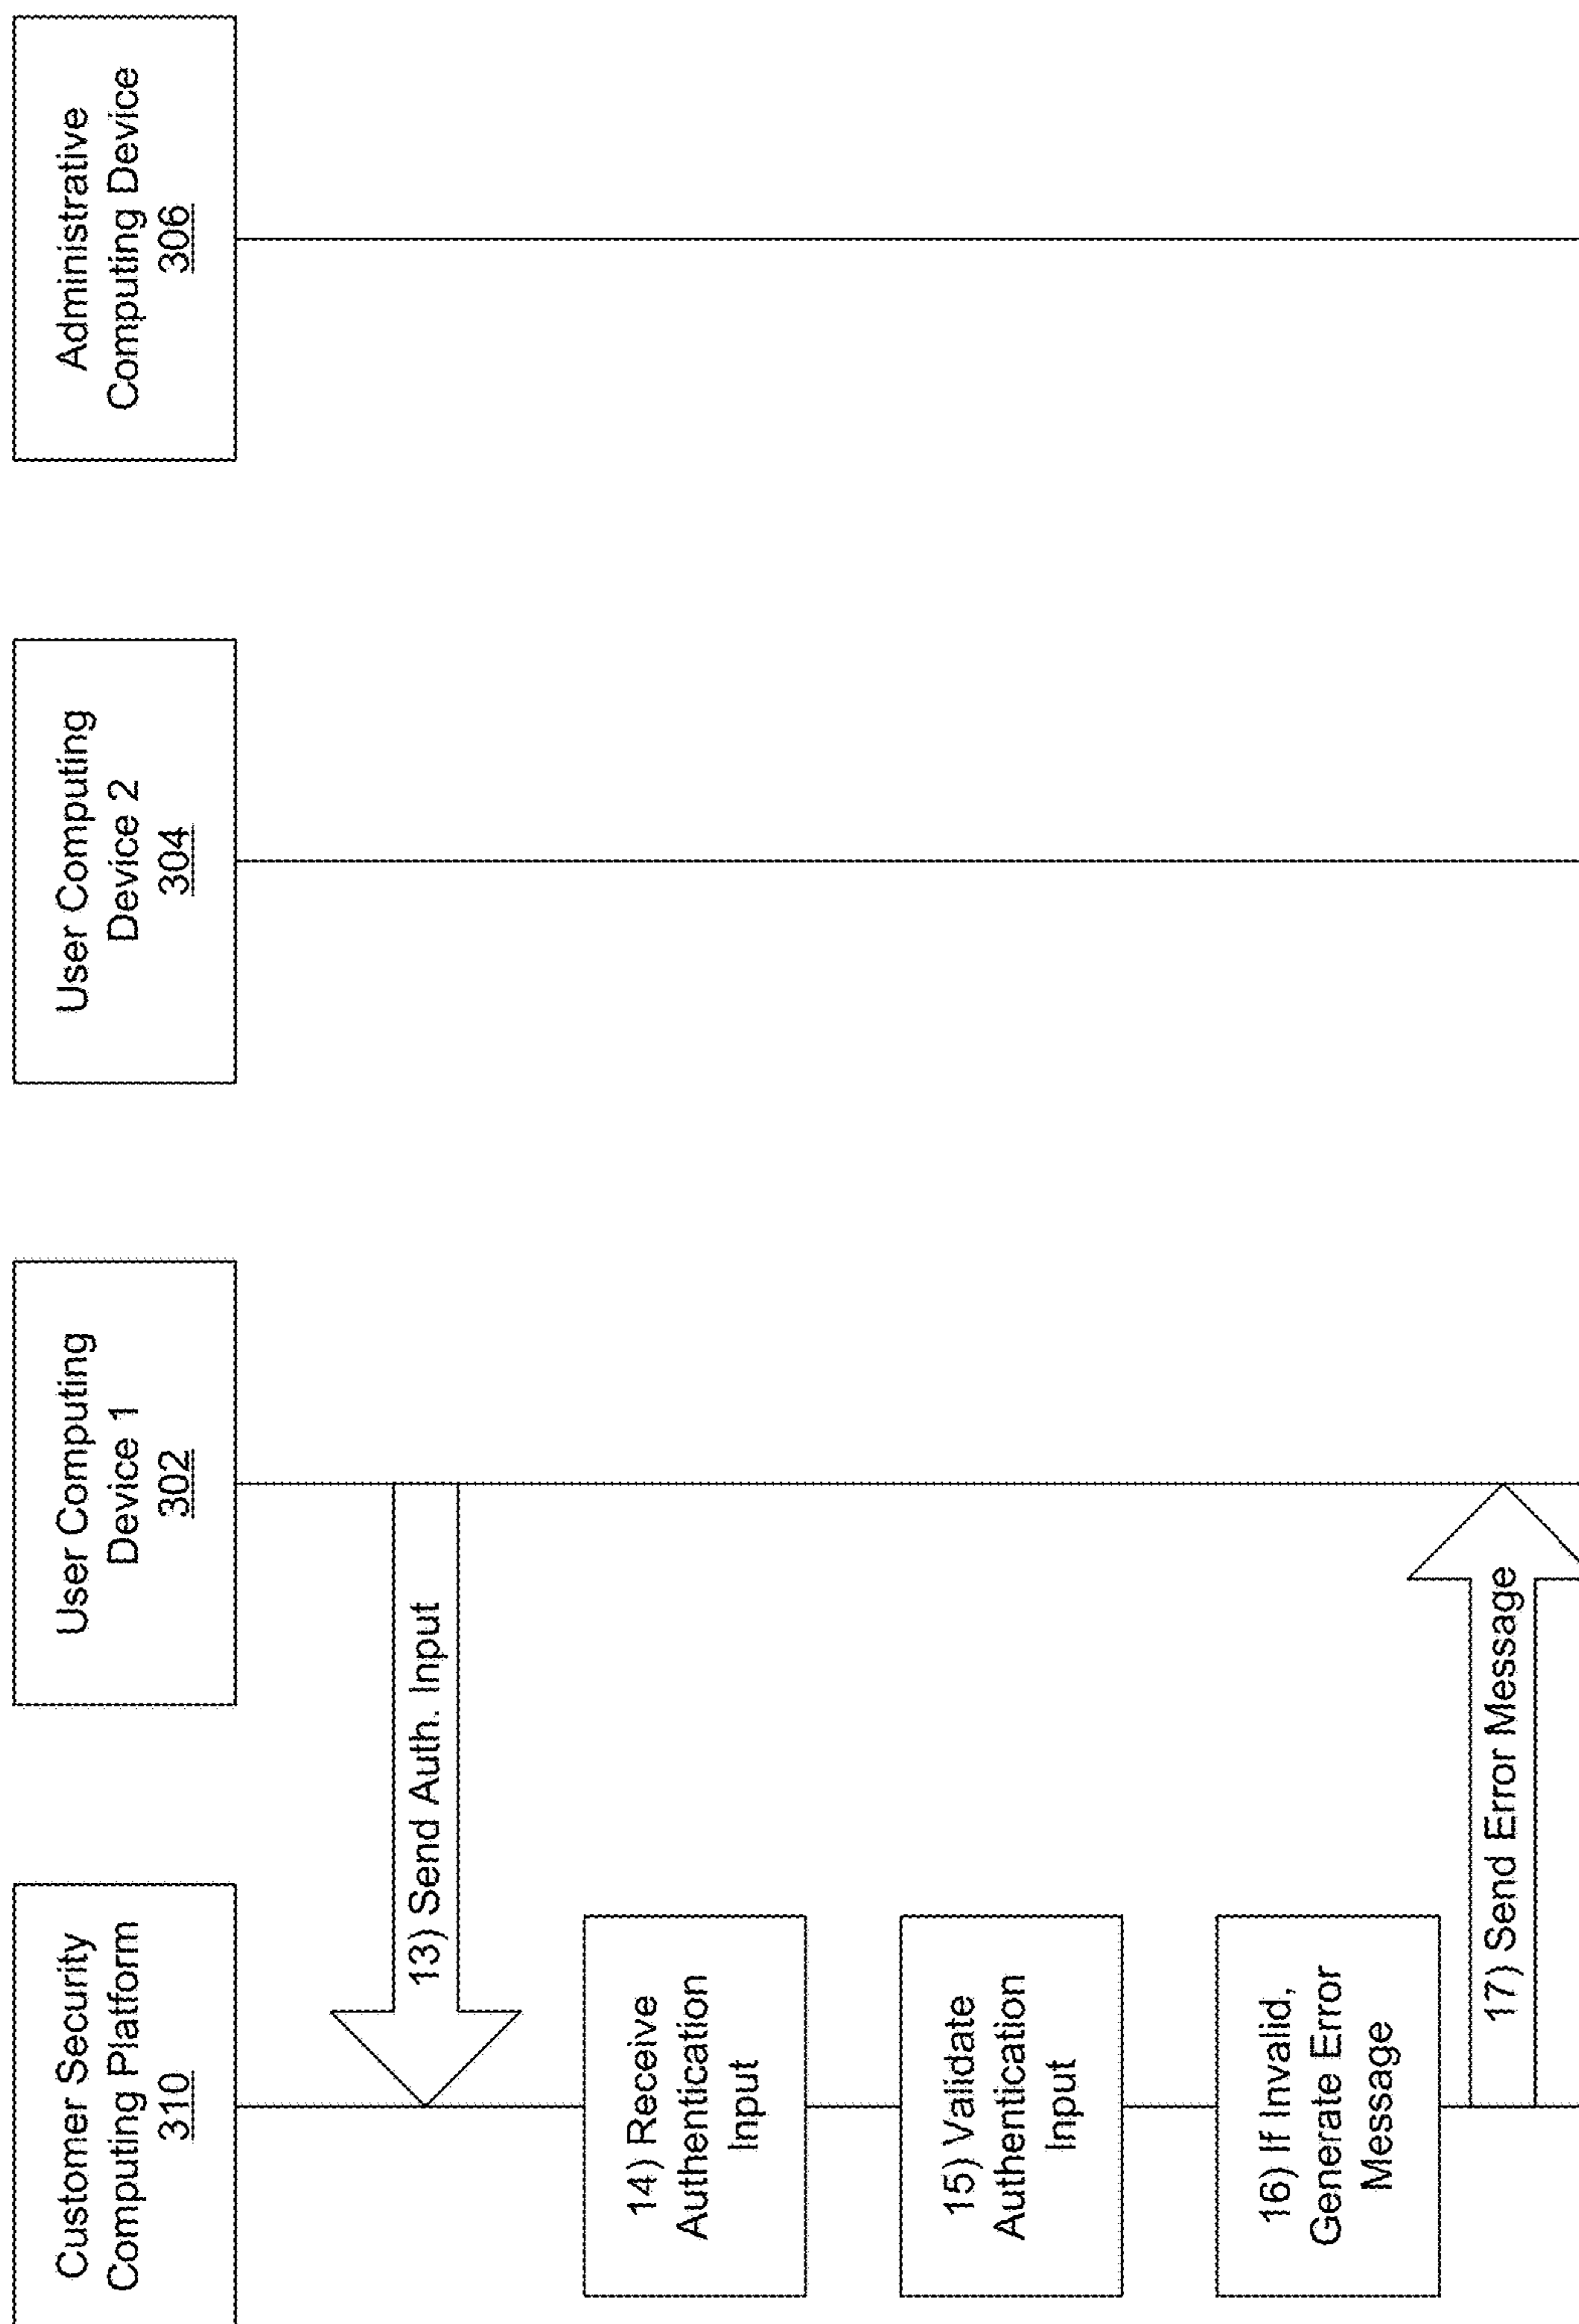 Customer Security
Computing Platform
310
User Computing
Device 1
302
User Computing
Device 2
304
Administrative
Computing Device
306
13) Send Auth. Input
14) Receive
Authentication
Input
15) Validate
Authentication
Input
16) If Invalid,
Generate Error
Message
17) Send Error Message